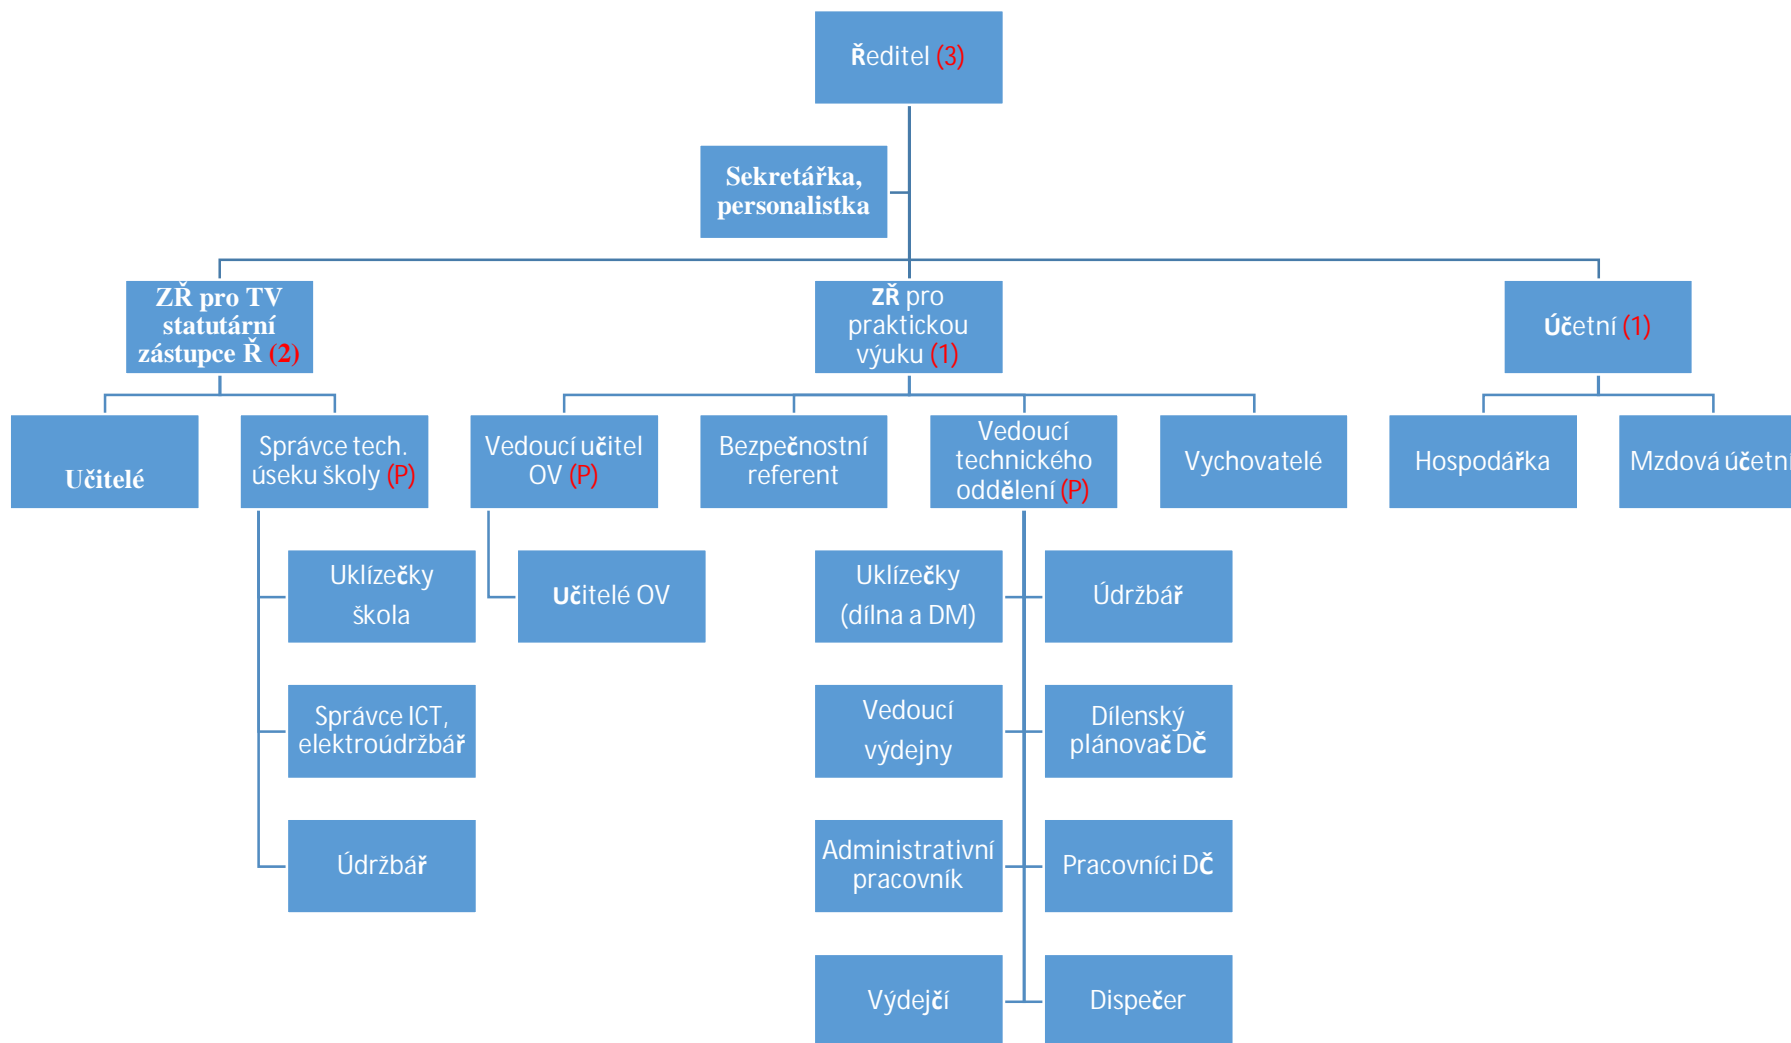 Ředitel (3)
Sekretářka,
personalistka
ZŘ pro TV
statutární
zástupce Ř (2)
ZŘ pro
praktickou
výuku (1)
Účetní (1)
Učitelé
Správce tech.
úseku školy (P)
Vedoucí učitel
OV (P)
Bezpečnostní
referent
Vedoucí
technického
oddělení (P)
Vychovatelé
Hospodářka
Mzdová účetní
Uklízečky
škola
Učitelé OV
Uklízečky
(dílna a DM)
Údržbář
Správce ICT,
elektroúdržbář
Vedoucí
výdejny
Dílenský
plánovač DČ
Údržbář
Administrativní
pracovník
Pracovníci DČ
Výdejčí
Dispečer